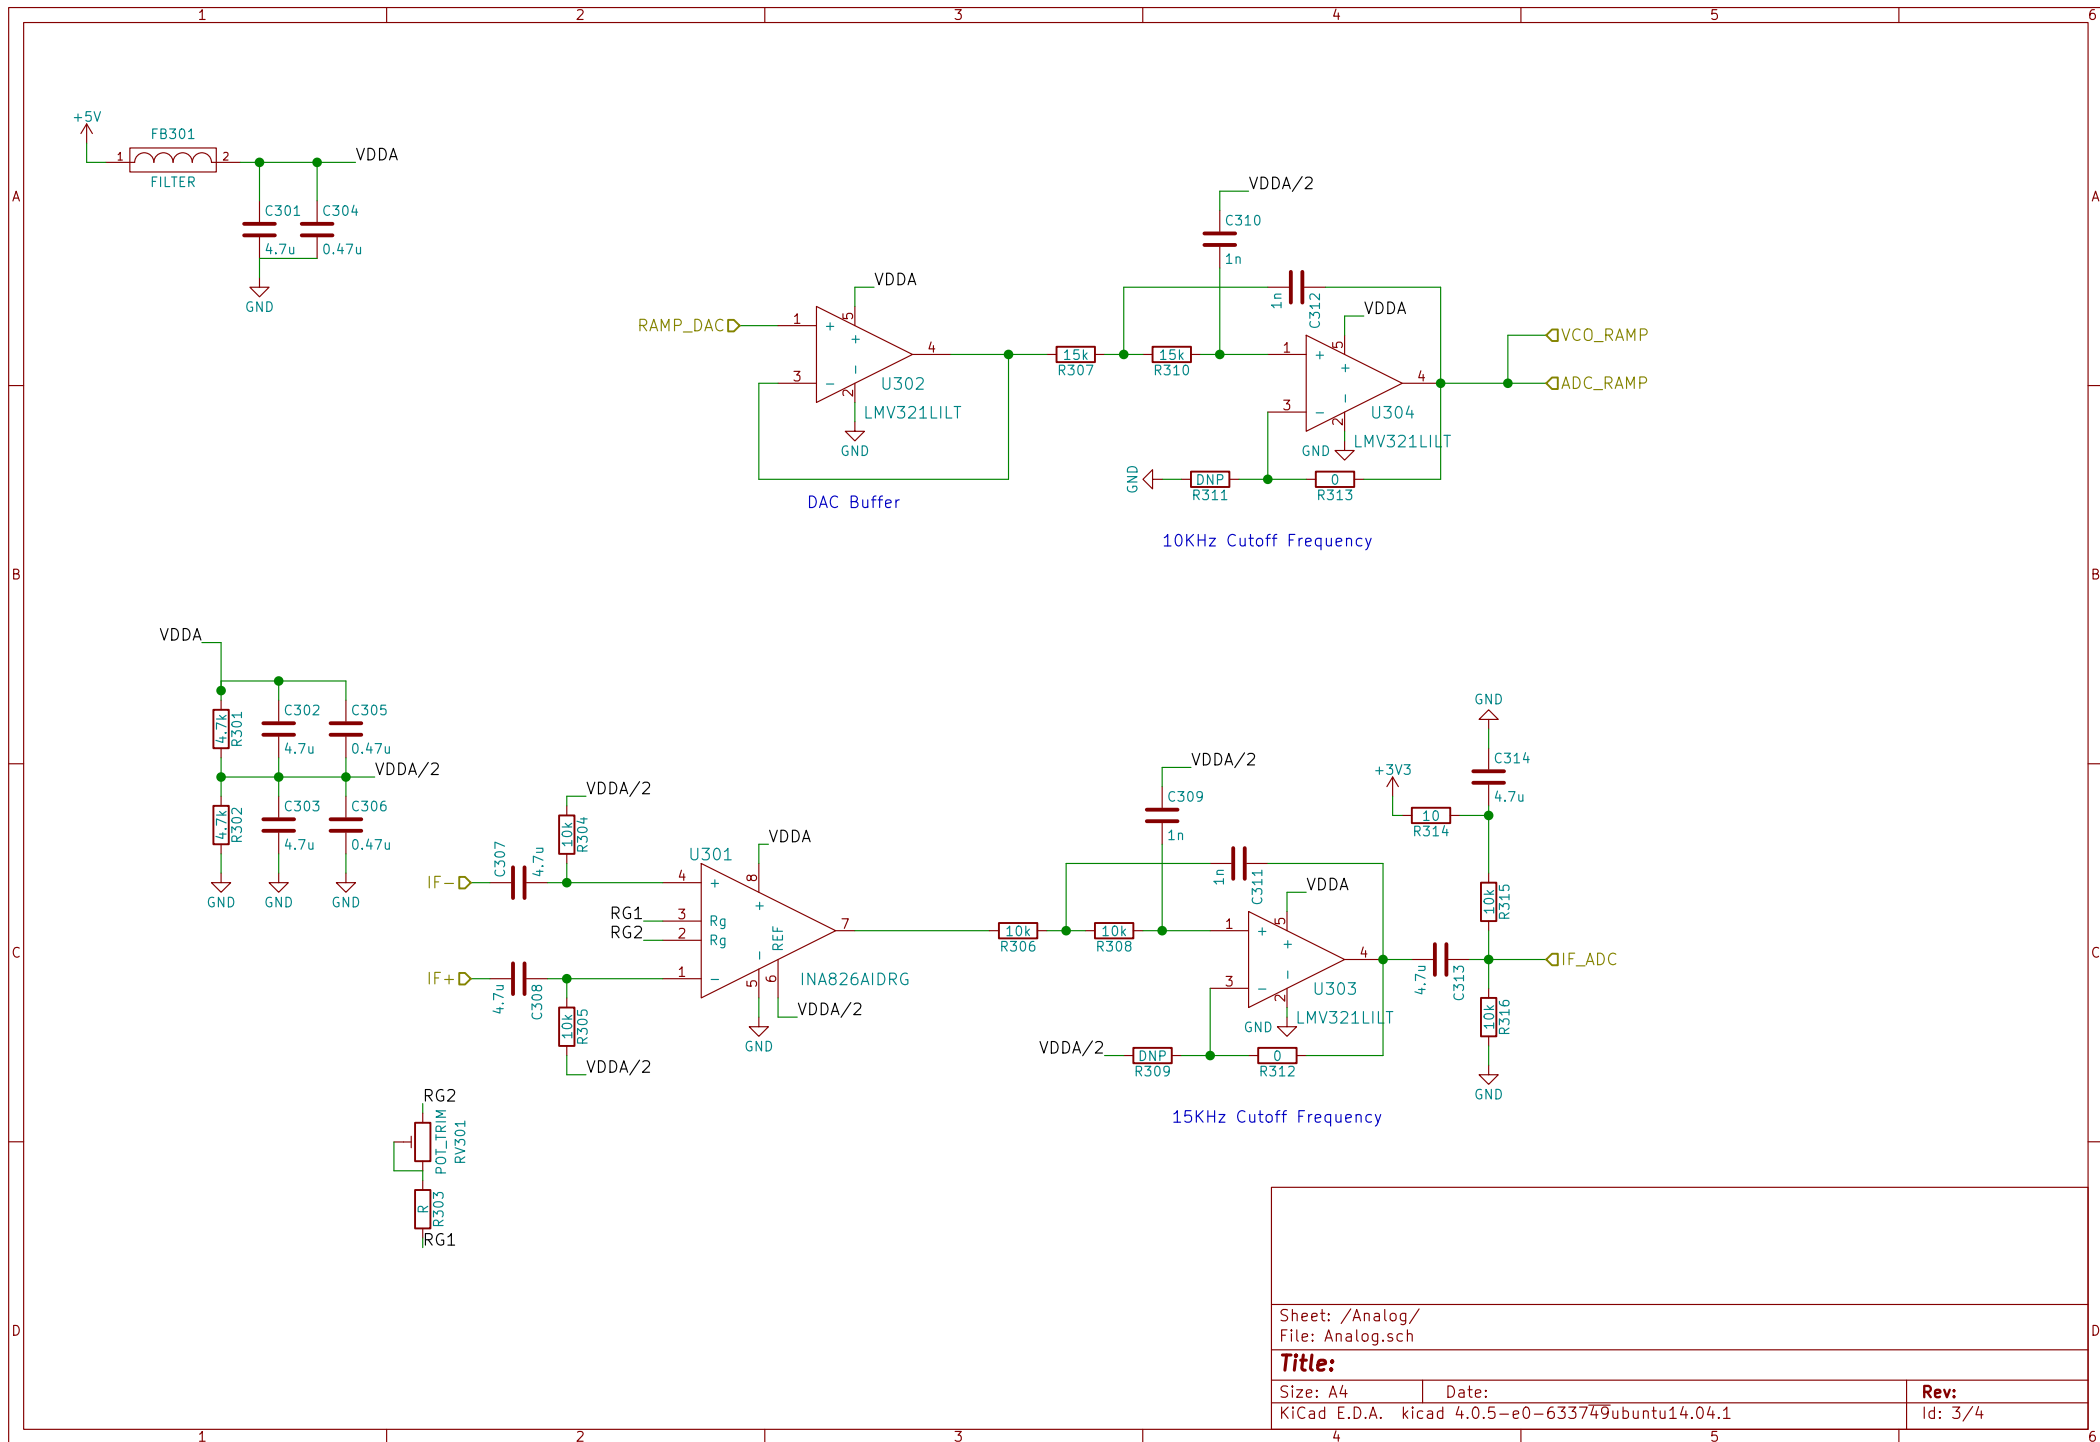 1 2 3 4 5 6
A A
B B
C C
D D
+5V
FB301
1 2
FILTER
VDDA
C301
4.7u
C304
0.47u
GND
RAMP_DAC
VDDA
1
+
5
+
3
−
−
2
4
U302
LMV321LILT
GND
DAC Buffer
15k
R307
15k
R310
VDDA/2
C310
1n
1n
C312
VDDA
1
+
5
+
3
−
−
2
4
U304
LMV321LILT
GND
GND
DNP
R311
0
R313
VCO_RAMP
ADC_RAMP
10KHz Cutoff Frequency
VDDA
4.7k
R301
C302
4.7u
C305
0.47u
VDDA/2
4.7k
R302
C303
4.7u
C306
0.47u
GND
GND
GND
IF-
C307
4.7u
VDDA/2
10k
R304
IF+
4.7u
C308
10k
R305
VDDA/2
RG1
RG2
U301
VDDA
4
+
8
+
3
Rg
2
Rg
1
−
−
5
6
REF
7
INA826AIDRG
VDDA/2
GND
RG2
POT_TRIM
RV301
R
R303
RG1
10k
R306
10k
R308
VDDA/2
C309
1n
1n
C311
VDDA
1
+
5
+
3
−
−
2
4
U303
LMV321LILT
GND
VDDA/2
DNP
R309
0
R312
15KHz Cutoff Frequency
GND
C314
4.7u
+3V3
10
R314
10k
R315
4.7u
C313
IF_ADC
10k
R316
GND
Sheet: /Analog/
File: Analog.sch
Title:
Size: A4 Date: Rev:
KiCad E.D.A. kicad 4.0.5-e0-633749ubuntu14.04.1 Id: 3/4
1 2 3 4 5 6